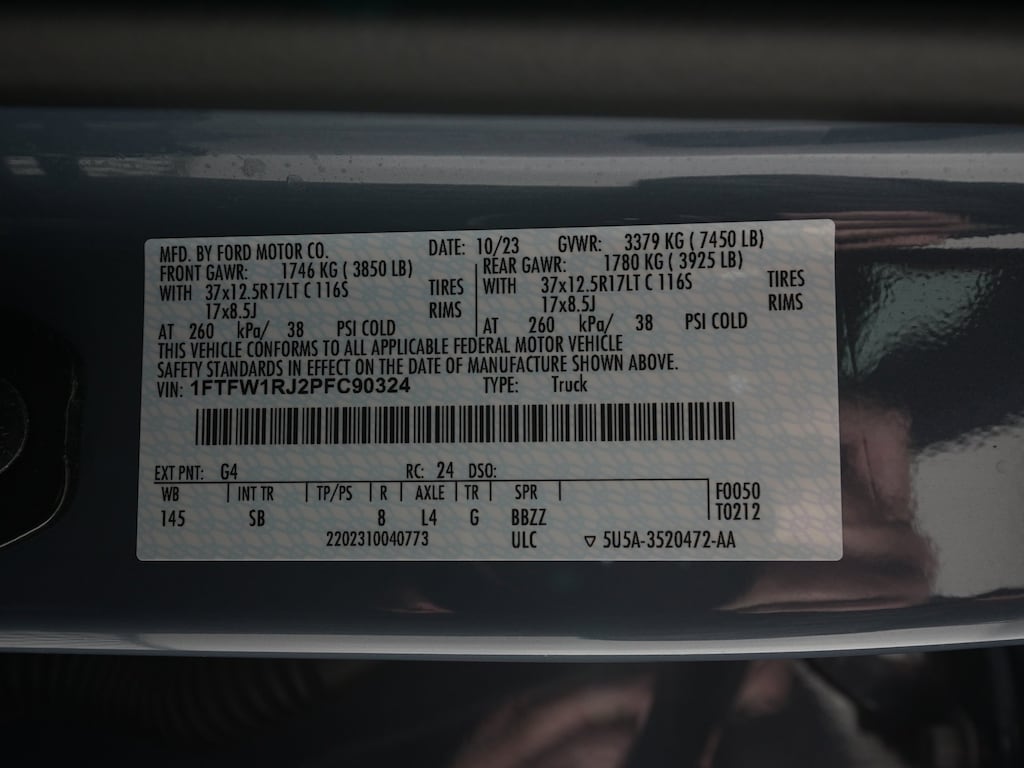 MFD. BY FORD MOTOR CO. DATE: 10/23 GVWR: 3379 KG ( 7450 LB)
FRONT GAWR: 1746 KG ( 3850 LB) REAR GAWR: 1780 KG ( 3925 LB)
WITH 37x12.5R17LT C 116S TIRES WITH 37x12.5R17LT C 116S TIRES
17x8.5J RIMS 17x8.5J RIMS
AT 260 kPa/ 38 PSI COLD AT 260 kPa/ 38 PSI COLD
THIS VEHICLE CONFORMS TO ALL APPLICABLE FEDERAL MOTOR VEHICLE
SAFETY STANDARDS IN EFFECT ON THE DATE OF MANUFACTURE SHOWN ABOVE.
VIN: 1FTFW1RJ2PFC90324 TYPE: Truck
EXT PNT: G4 RC: 24 DSO:
WB INT TR TP/PS R AXLE TR SPR F0050
145 SB 8 L4 G BBZZ T0212
2202310040773 ULC ▽ 5U5A-3520472-AA